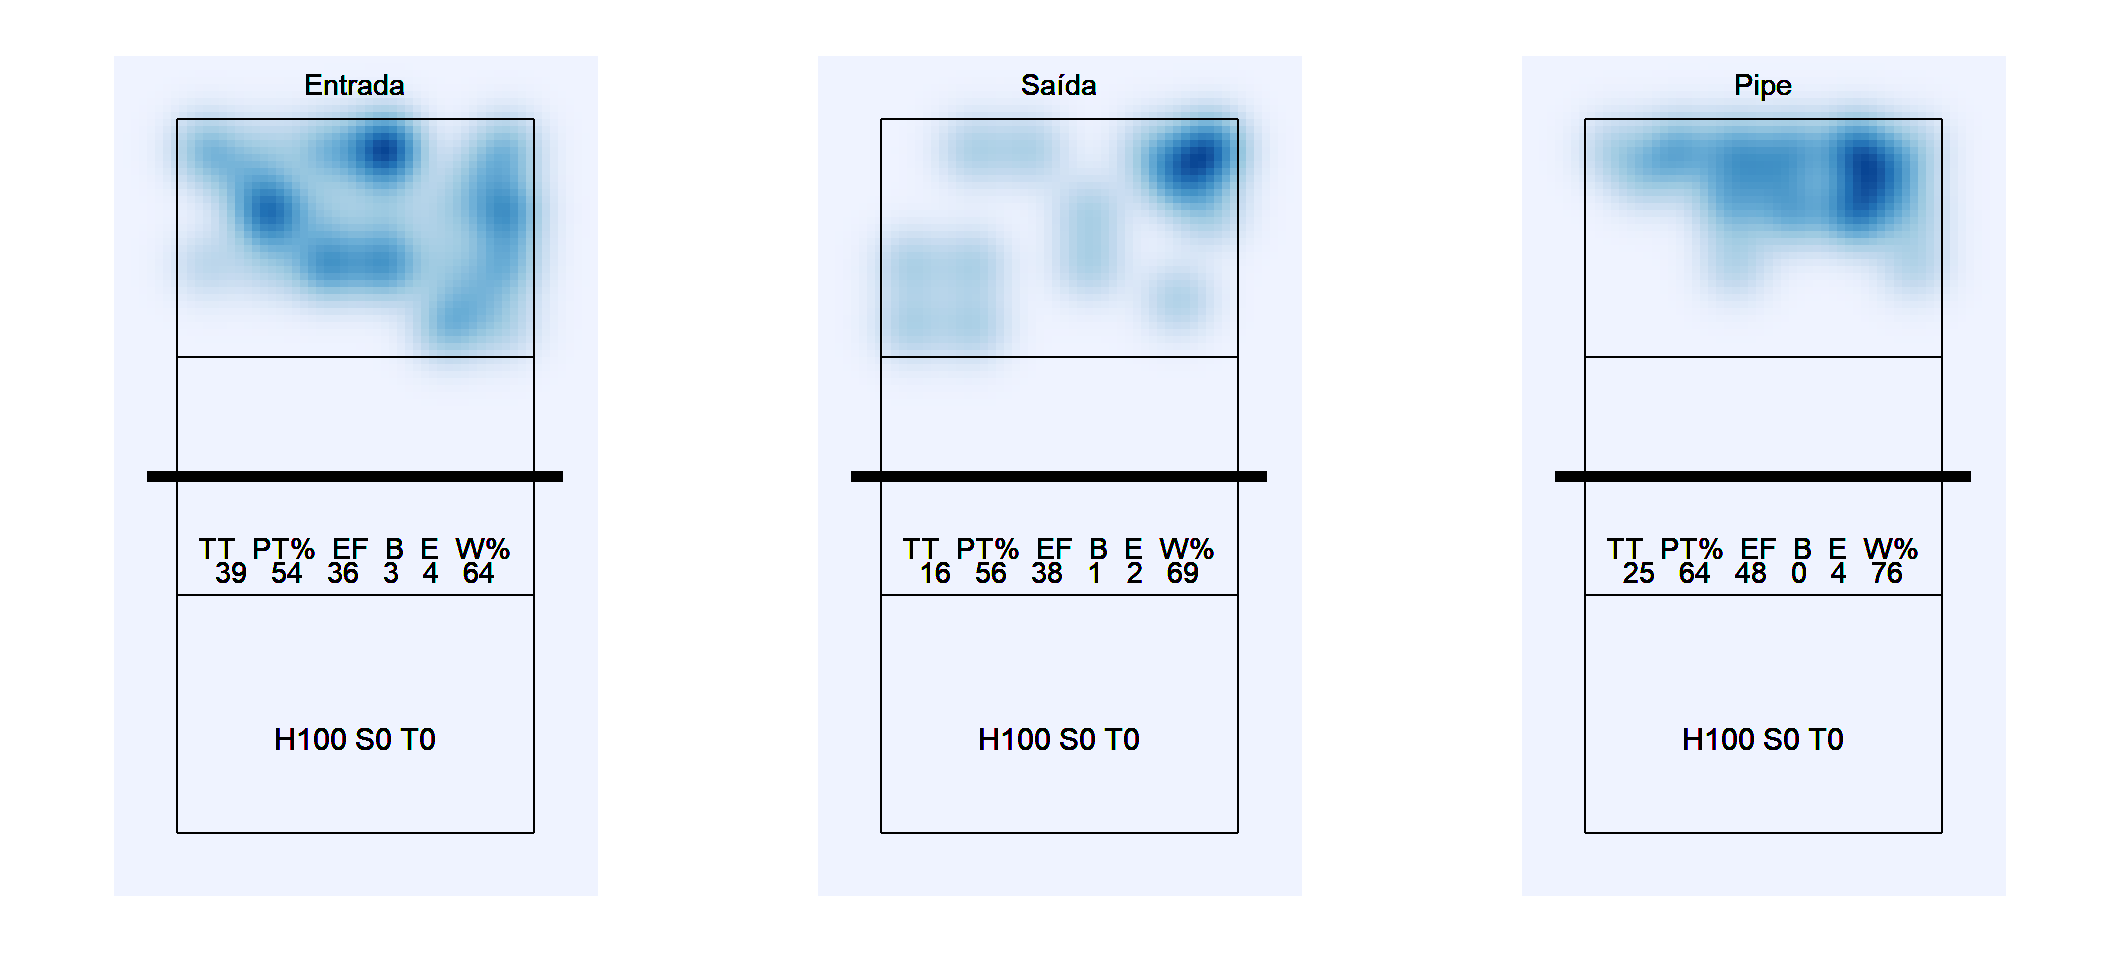 Entrada
TT PT% EF B E W%
39 54 36 3 4 64
H100 S0 T0
Saída
TT PT% EF B E W%
16 56 38 1 2 69
H100 S0 T0
Pipe
TT PT% EF B E W%
25 64 48 0 4 76
H100 S0 T0